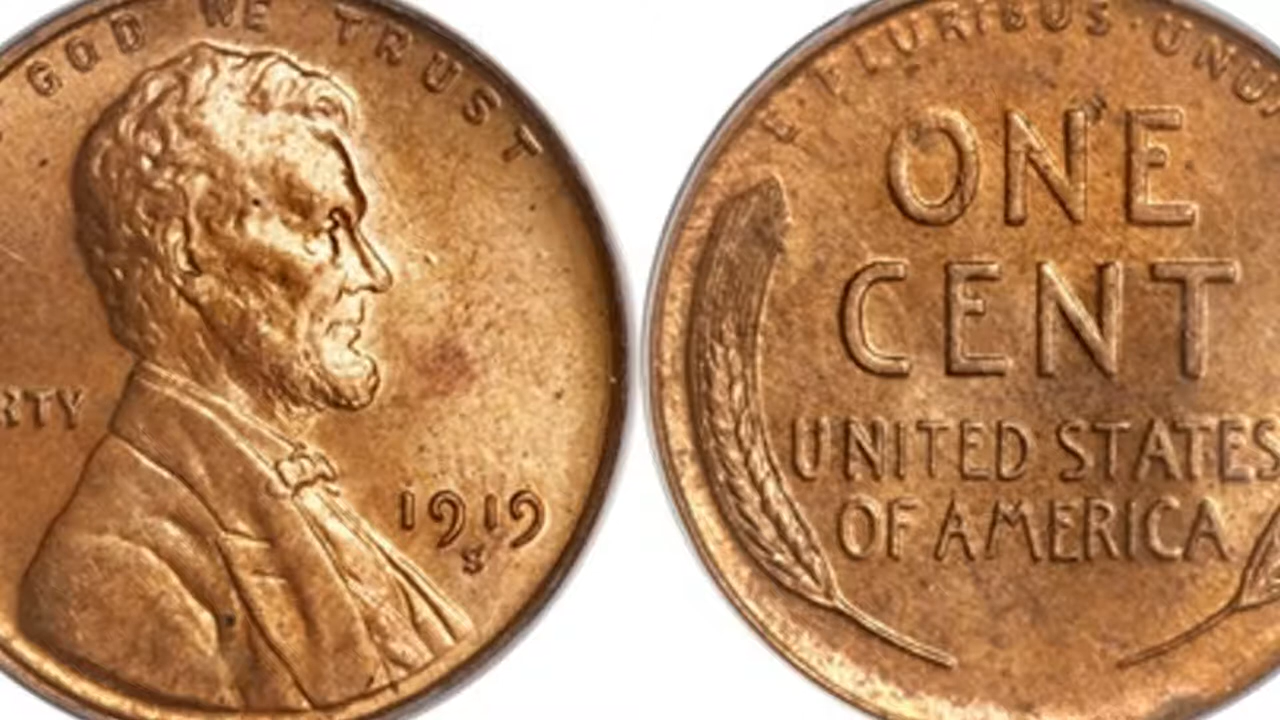 GOD WE TRUST
RTY
1919
S
E PLURIBUS·UNU
ONE
CENT
UNITED STATES
OF AMERICA